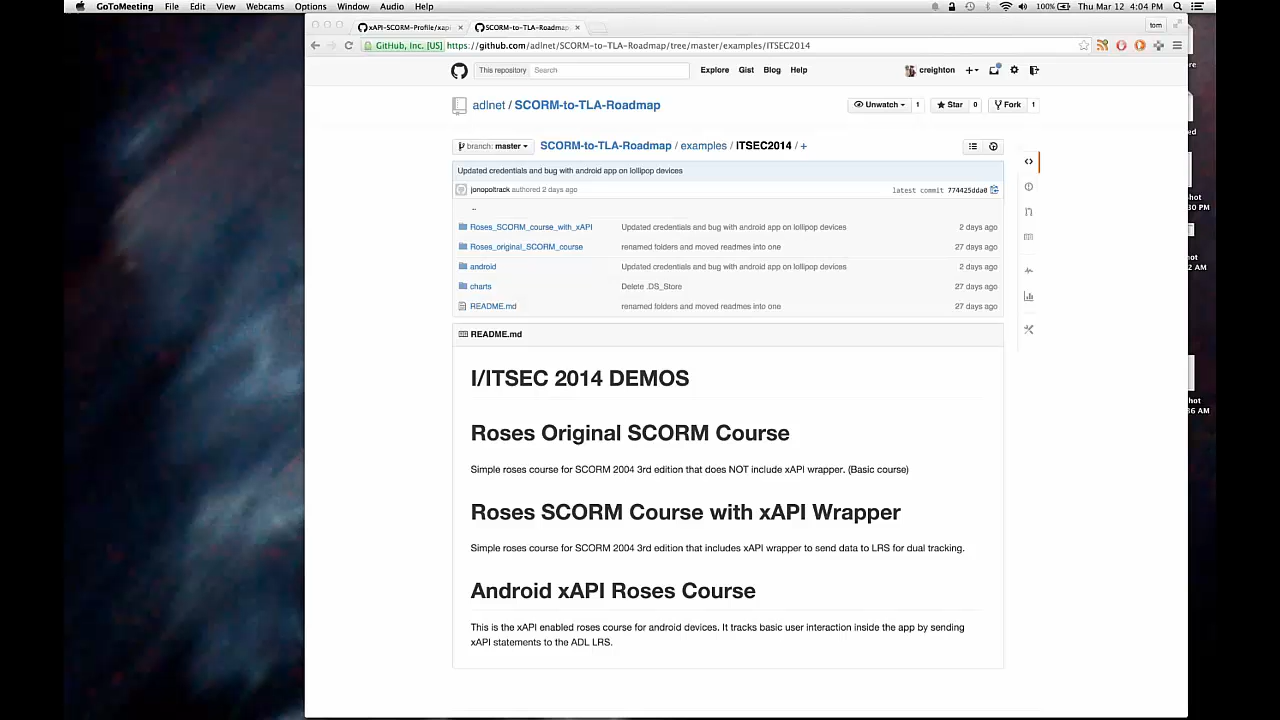 GoToMeeting File Edit View Webcams Options Window Audio Help 100% Thu Mar 12 4:04 PM
xAPI-SCORM-Profile/xapi SCORM-to-TLA-Roadmap tom
GitHub, Inc. [US] https://github.com/adlnet/SCORM-to-TLA-Roadmap/tree/master/examples/ITSEC2014
This repository Search Explore Gist Blog Help creighton
adlnet / SCORM-to-TLA-Roadmap Unwatch 1 Star 0 Fork 1
branch: master SCORM-to-TLA-Roadmap / examples / ITSEC2014 / +
Updated credentials and bug with android app on lollipop devices
jonopoltrack authored 2 days ago latest commit 774425dda0
..
Roses_SCORM_course_with_xAPI Updated credentials and bug with android app on lollipop devices 2 days ago
Roses_original_SCORM_course renamed folders and moved readmes into one 27 days ago
android Updated credentials and bug with android app on lollipop devices 2 days ago
charts Delete .DS_Store 27 days ago
README.md renamed folders and moved readmes into one 27 days ago
README.md
I/ITSEC 2014 DEMOS
Roses Original SCORM Course
Simple roses course for SCORM 2004 3rd edition that does NOT include xAPI wrapper. (Basic course)
Roses SCORM Course with xAPI Wrapper
Simple roses course for SCORM 2004 3rd edition that includes xAPI wrapper to send data to LRS for dual tracking.
Android xAPI Roses Course
This is the xAPI enabled roses course for android devices. It tracks basic user interaction inside the app by sending
xAPI statements to the ADL LRS.